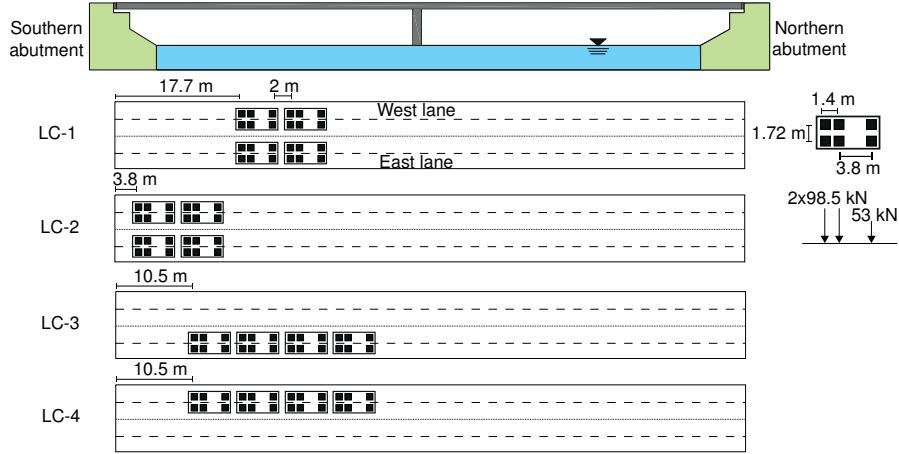 Southern
abutment
Northern
abutment
17.7 m
2 m
LC-1
West lane
East lane
1.4 m
1.72 m
3.8 m
3.8 m
LC-2
2x98.5 kN
53 kN
10.5 m
LC-3
10.5 m
LC-4